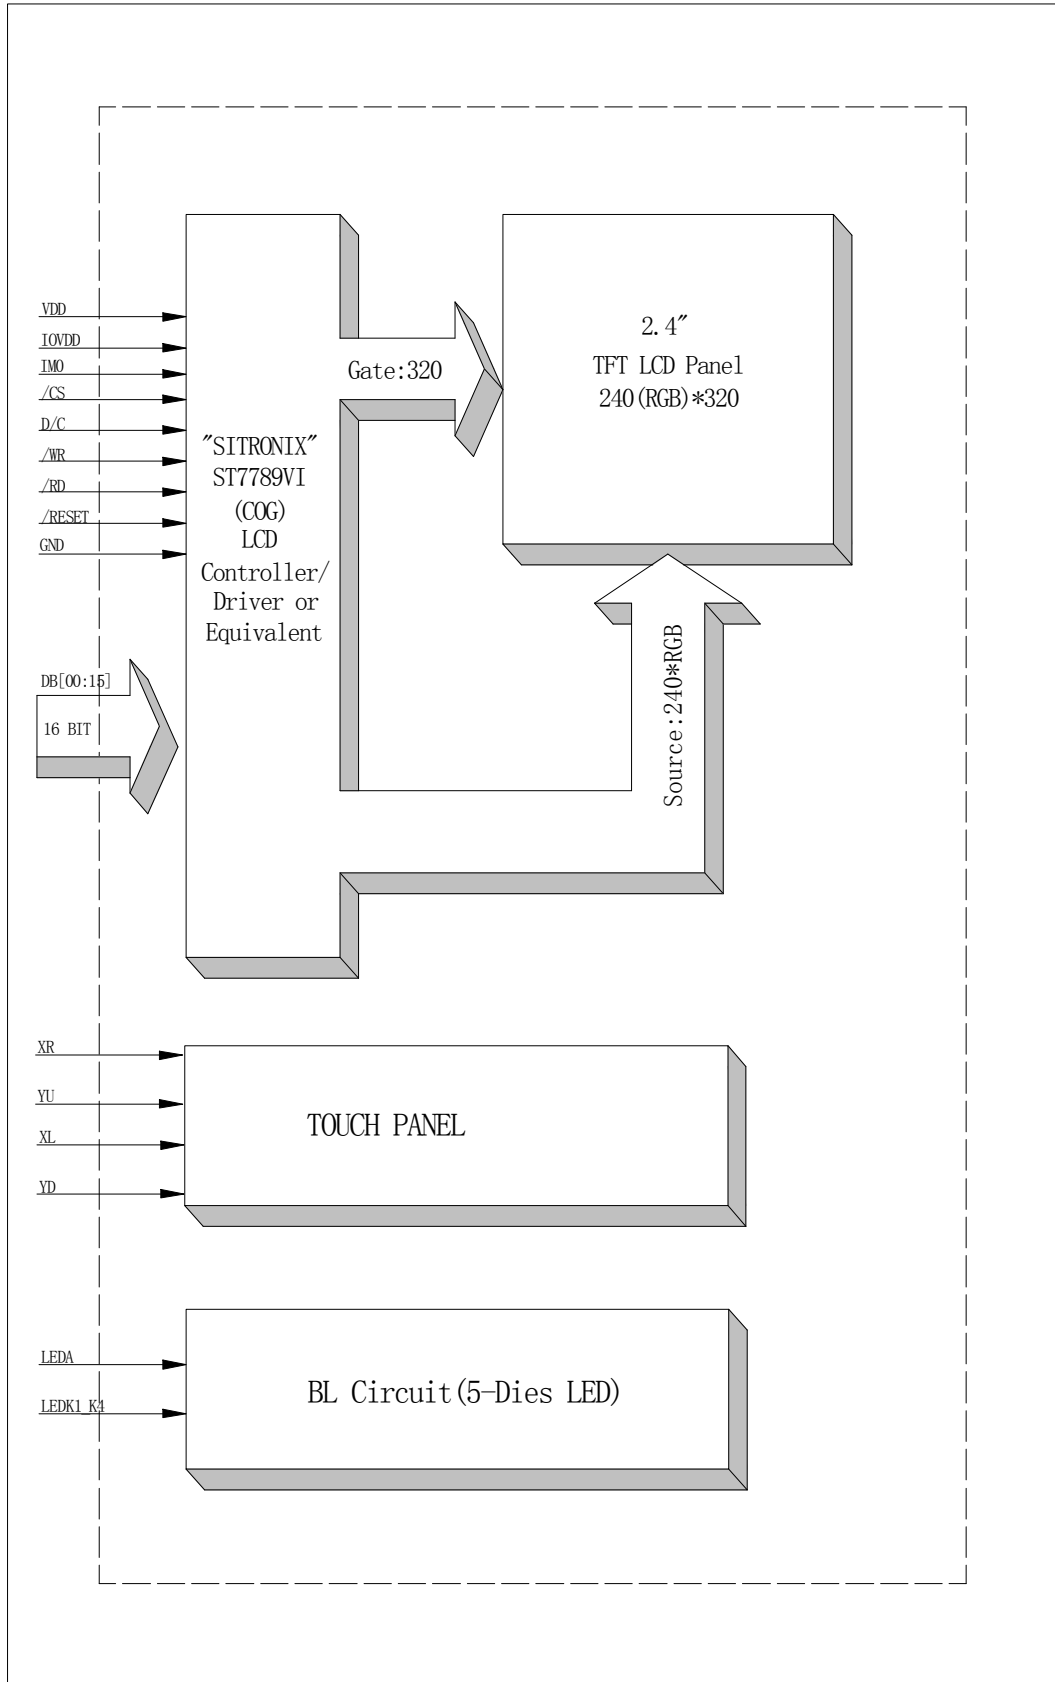 VDD
IOVDD
IM0
/CS
D/C
/WR
/RD
/RESET
GND
DB[00:15]
16 BIT
"SITRONIX"
ST7789VI
(COG)
LCD
Controller/
Driver or
Equivalent
Gate:320
2.4"
TFT LCD Panel
240(RGB)*320
Source:240*RGB
XR
YU
XL
YD
TOUCH PANEL
LEDA
LEDK1_K4
BL Circuit(5-Dies LED)